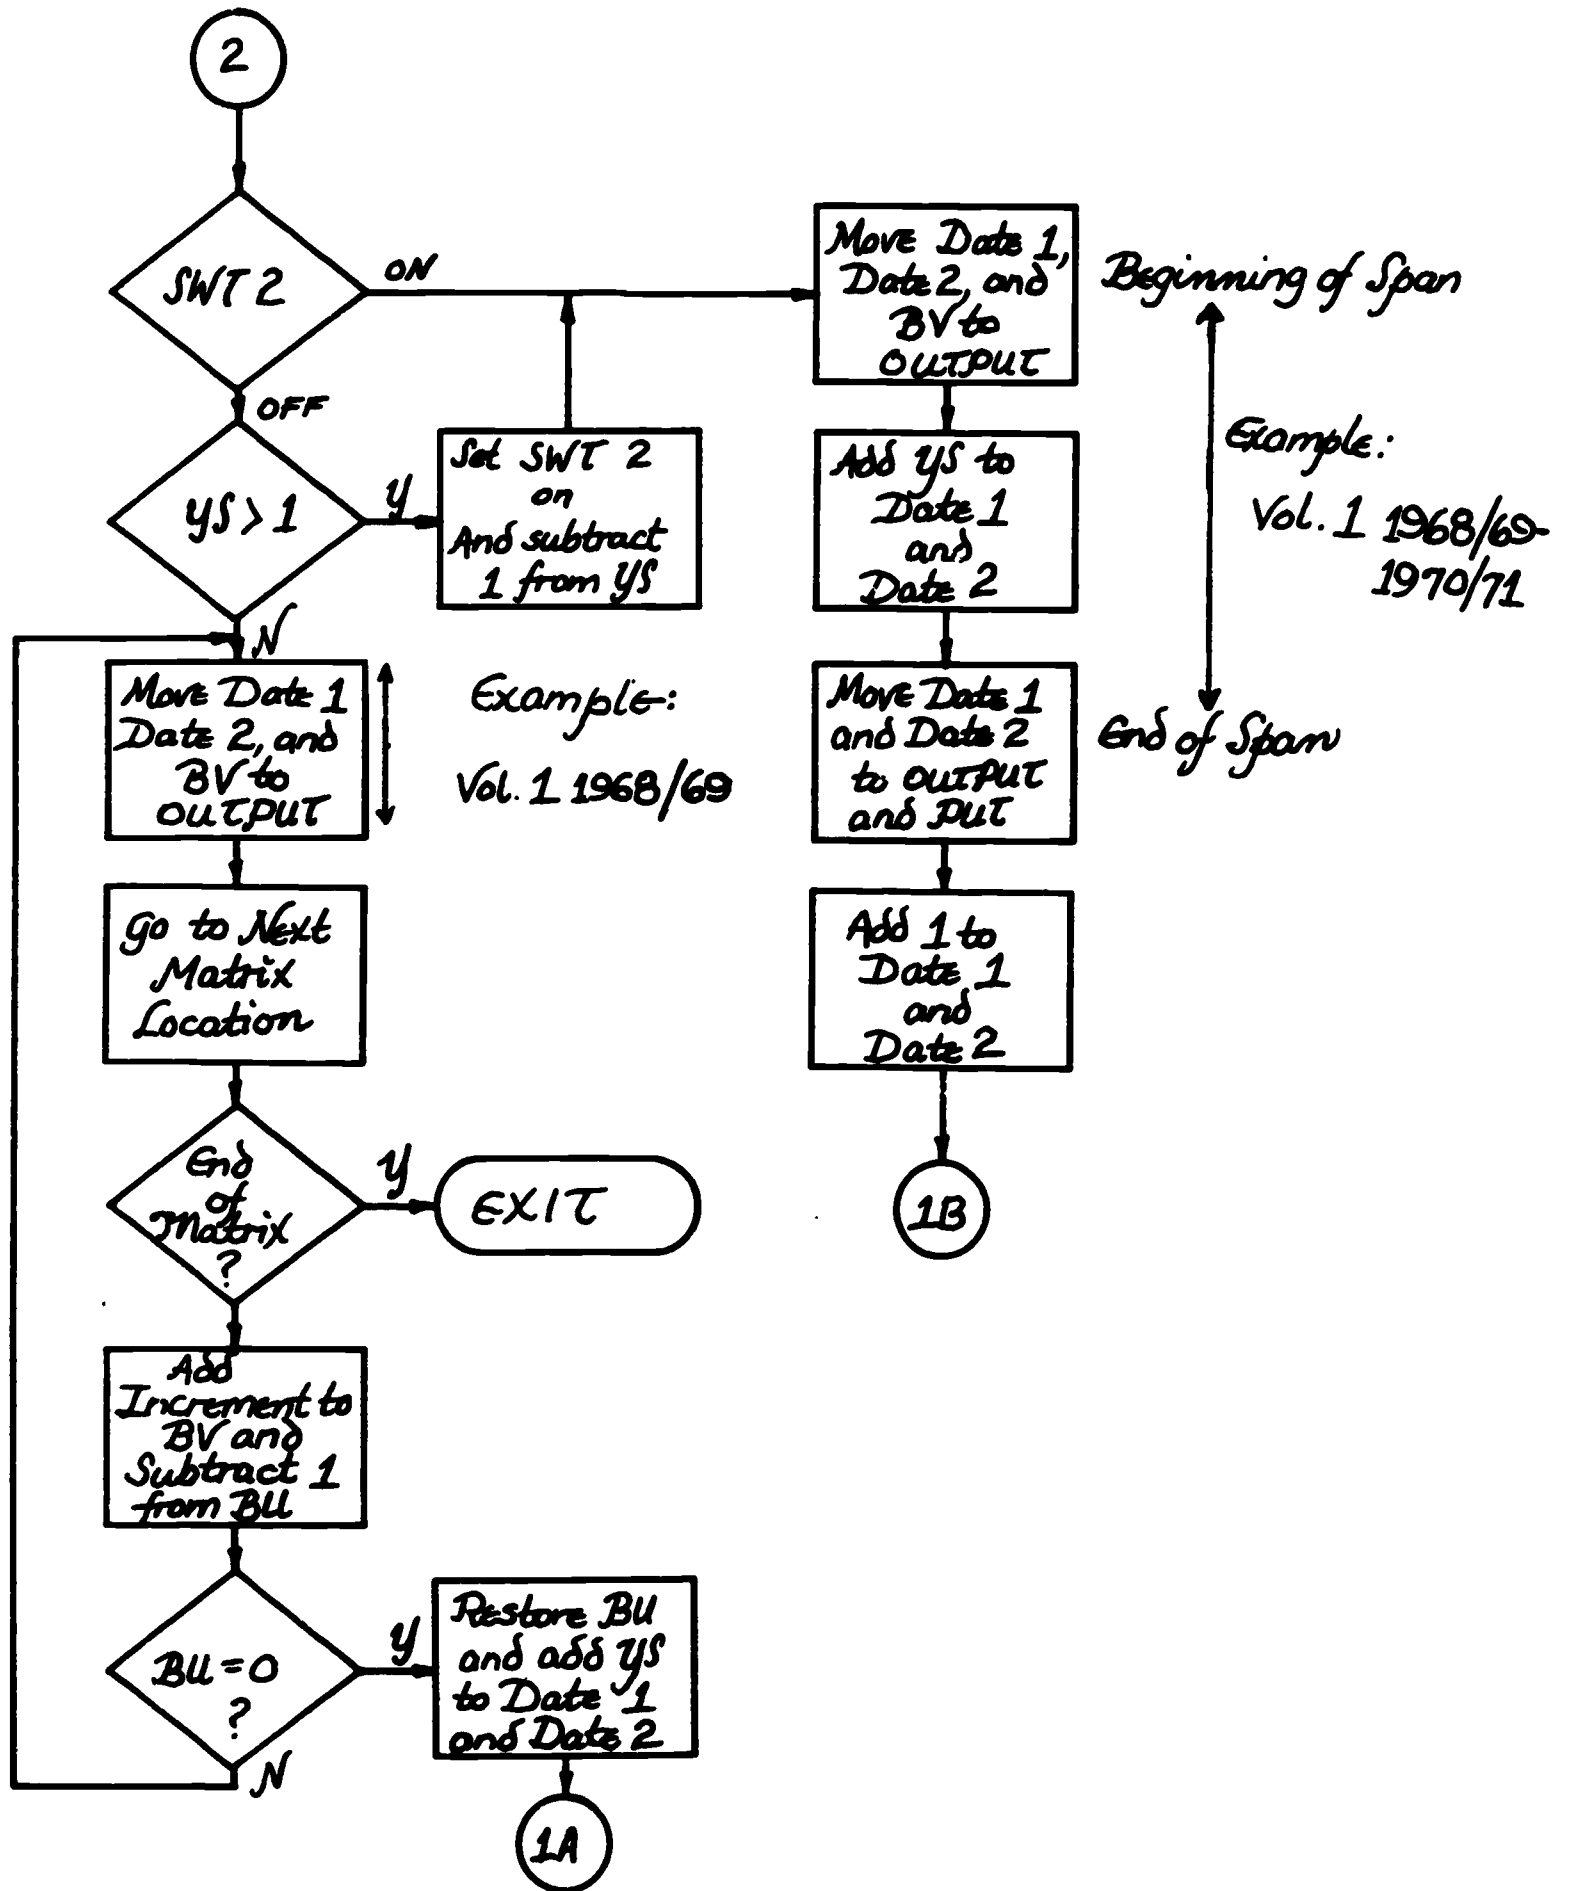 2
SWT 2
ON
OFF
YS > 1
Y
N
Set SWT 2
on
And subtract
1 from YS
Move Date 1
Date 2, and
BV to
OUTPUT
Example:
Vol. 1 1968/69
Go to Next
Matrix
Location
End
of
Matrix
?
Y
EXIT
Add
Increment to
BV and
Subtract 1
from BU
BU = 0
?
Y
N
Restore BU
and add YS
to Date 1
and Date 2
1A
Move Date 1,
Date 2, and
BV to
OUTPUT
Beginning of Span
Add YS to
Date 1
and
Date 2
Example:
Vol. 1 1968/69-
1970/71
Move Date 1
and Date 2
to OUTPUT
and PUT
End of Span
Add 1 to
Date 1
and
Date 2
1B